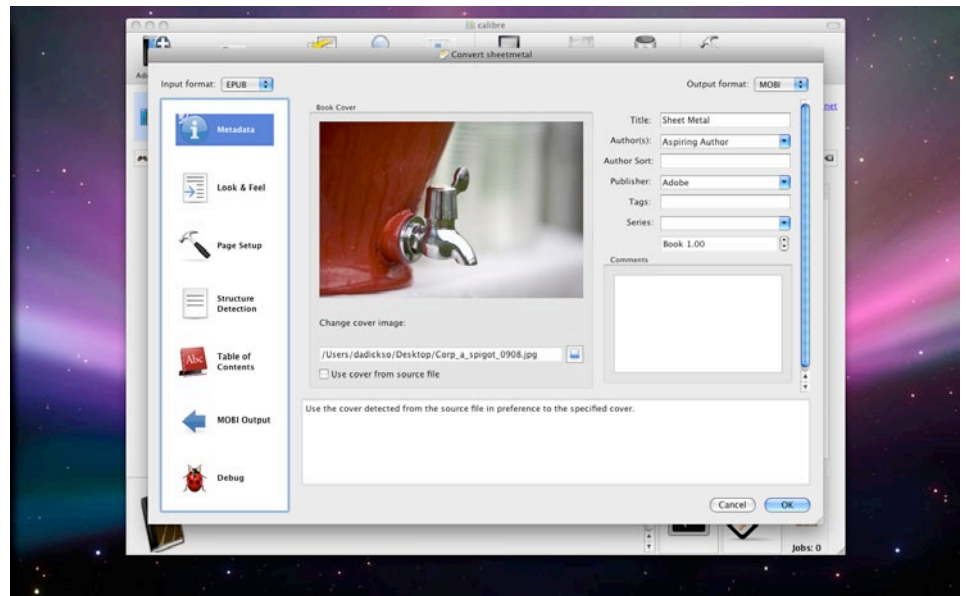 calibre
Convert sheetmetal
Input format: EPUB
Output format: MOBI
net
Metadata
Look & Feel
Page Setup
Structure
Detection
Table of
Contents
MOBI Output
Debug
Book Cover
Change cover image:
/Users/dadickso/Desktop/Corp_a_spigot_0908.jpg
Use cover from source file
Title: Sheet Metal
Author(s): Aspiring Author
Author Sort:
Publisher: Adobe
Tags:
Series:
Book 1.00
Comments
Use the cover detected from the source file in preference to the specified cover.
Cancel
OK
Jobs: 0